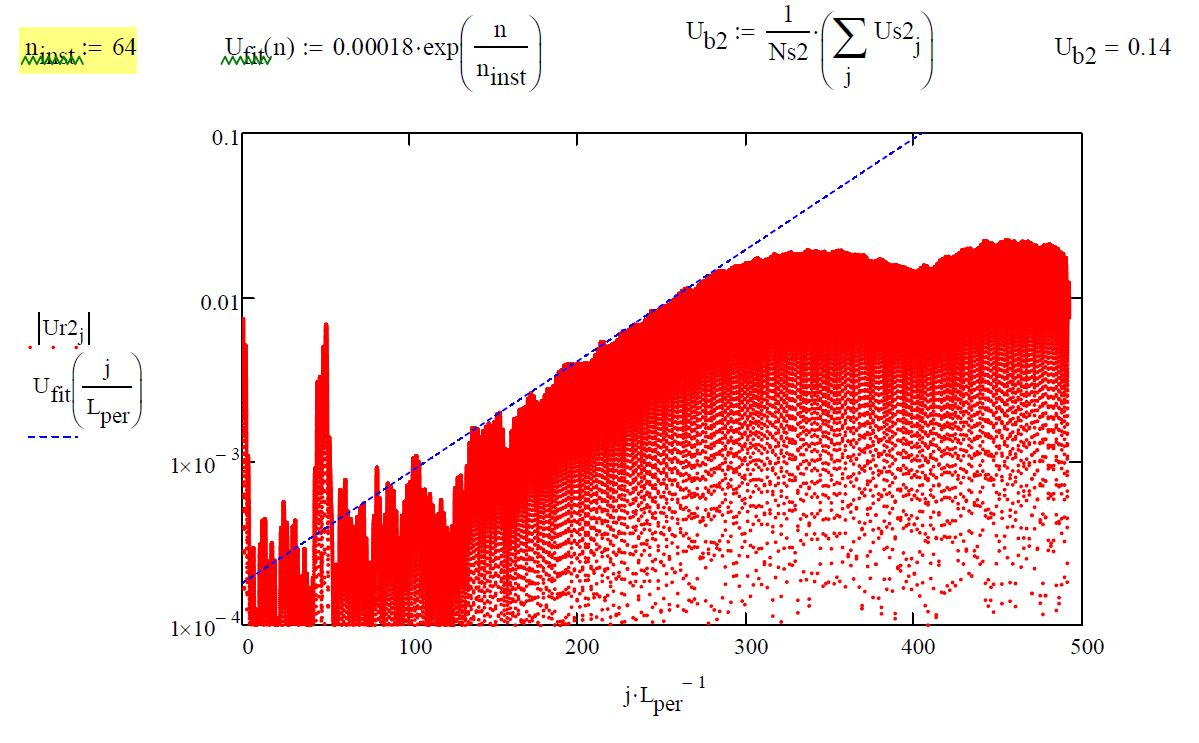 n_inst := 64
U_fit(n) := 0.00018·exp(n/n_inst)
U_b2 := 1/Ns2·(∑_j Us2_j)
U_b2 = 0.14
0.1
0.01
1×10^−3
1×10^−4
|Ur2_j|
U_fit(j/L_per)
0 100 200 300 400 500
j·L_per^−1